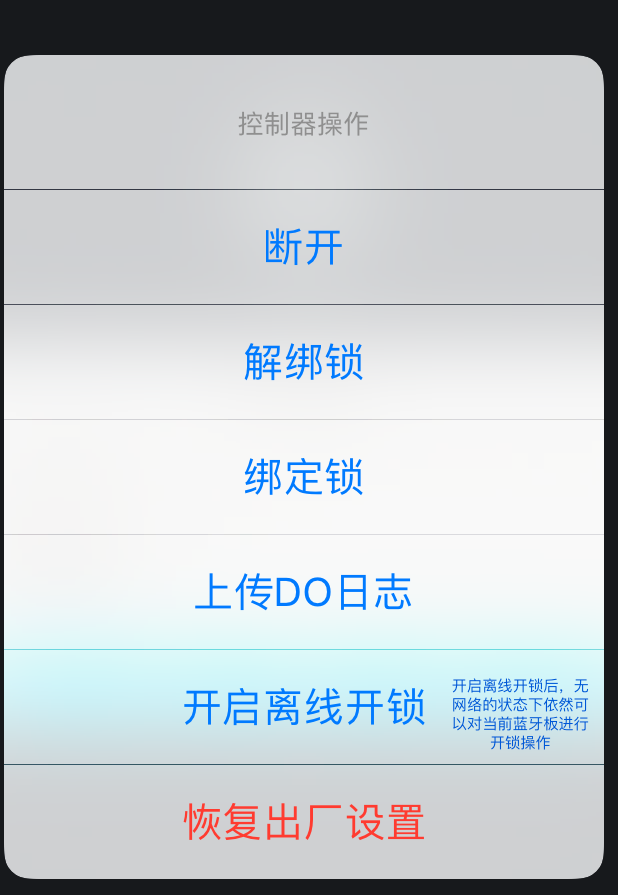 控制器操作
断开
解绑锁
绑定锁
上传DO日志
开启离线开锁
开启离线开锁后，无
网络的状态下依然可
以对当前蓝牙板进行
开锁操作
恢复出厂设置